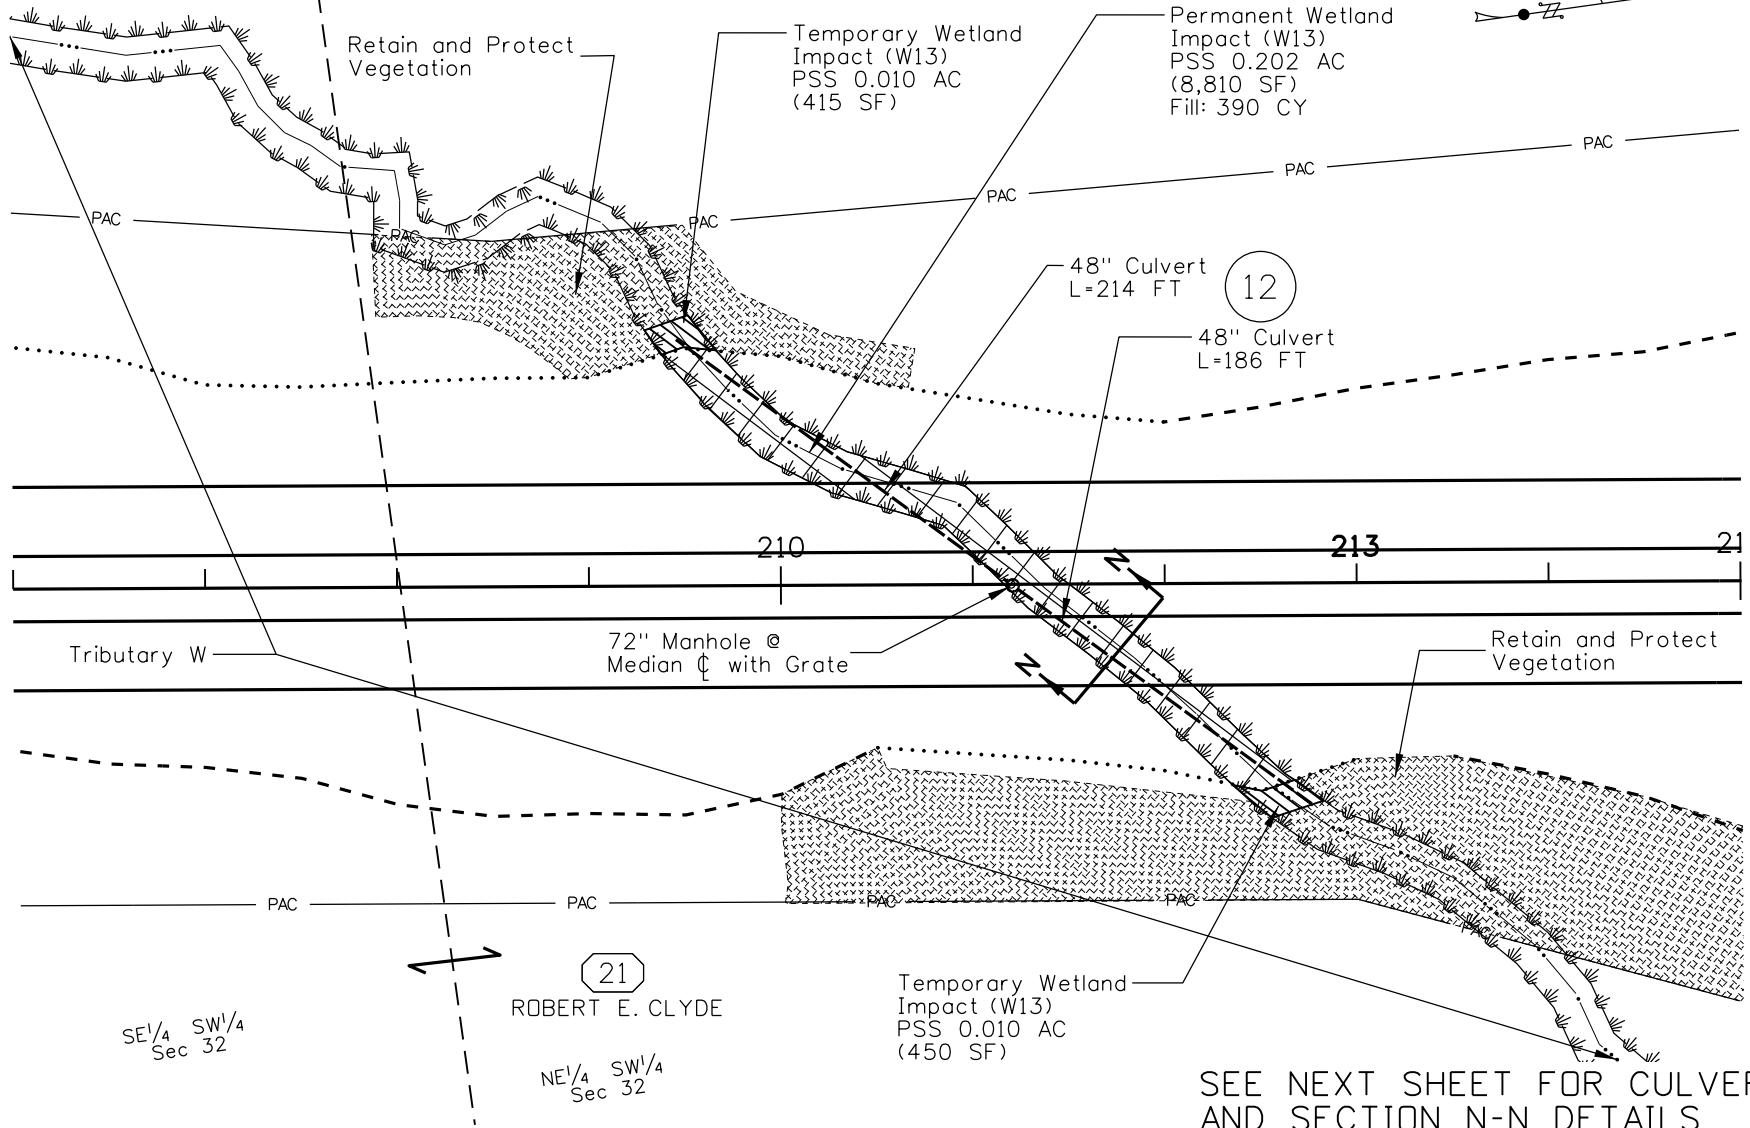 Retain and Protect
Vegetation
Temporary Wetland
Impact (W13)
PSS 0.010 AC
(415 SF)
Permanent Wetland
Impact (W13)
PSS 0.202 AC
(8,810 SF)
Fill: 390 CY
PAC
PAC
PAC
PAC
PAC
PAC
48" Culvert
L=214 FT
12
48" Culvert
L=186 FT
210
213
21
N
N
72" Manhole @
Median ℄ with Grate
Tributary W
Retain and Protect
Vegetation
PAC
PAC
PAC
PAC
PAC
21
ROBERT E. CLYDE
Temporary Wetland
Impact (W13)
PSS 0.010 AC
(450 SF)
SE1/4 SW1/4
Sec 32
NE1/4 SW1/4
Sec 32
SEE NEXT SHEET FOR CULVER
AND SECTION N-N DETAILS